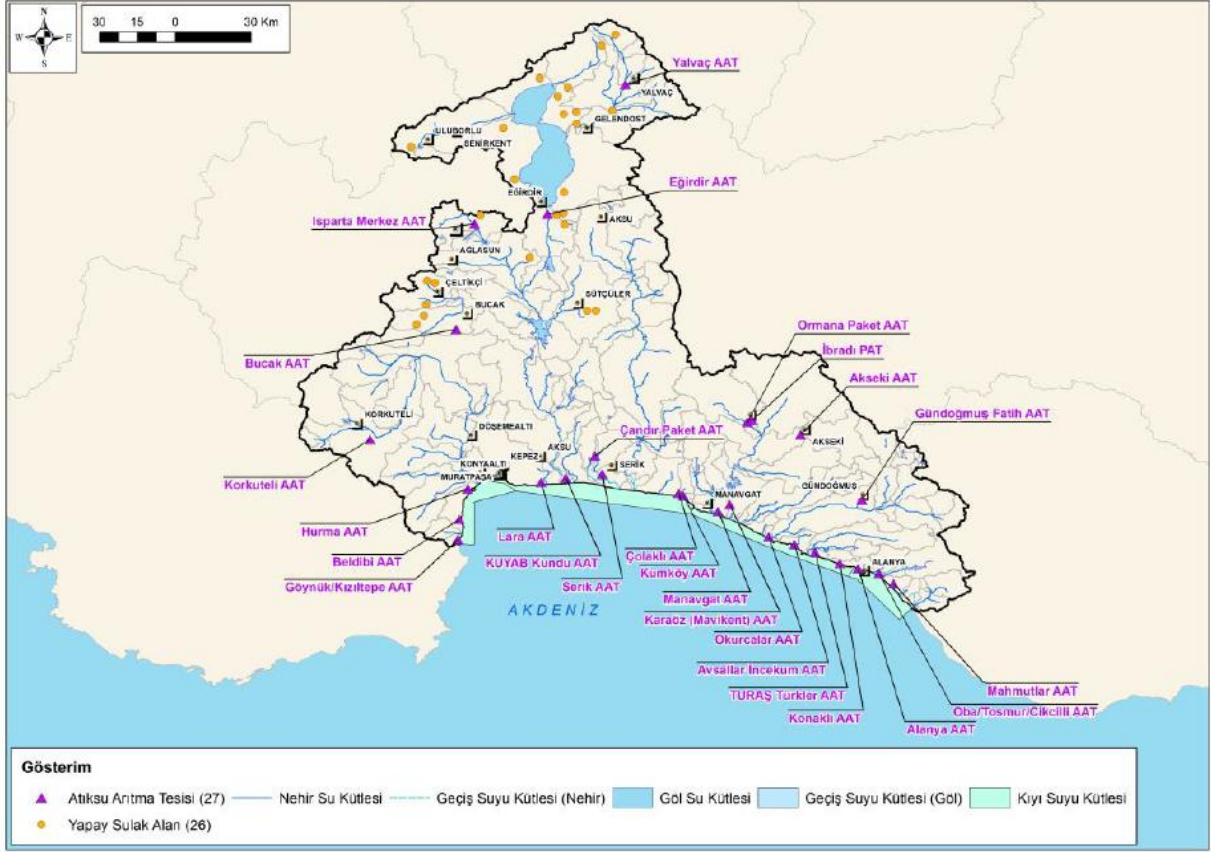 N
W
E
S
30 15 0 30 Km
Yalvaç AAT
YALVAÇ
GELENDOST
ULUBORLU
SENİRKENT
EĞİRDİR
Eğirdir AAT
Isparta Merkez AAT
AKSU
AĞLASUN
ÇELTİKÇİ
SÜTÇÜLER
BUCAK
Ormana Paket AAT
İbradı PAT
Bucak AAT
Akseki AAT
Gündoğmuş Fatih AAT
KORKUTELİ
DÖŞEMEALTI
Çandır Paket AAT
AKSEKİ
AKSU
KEPEZ
KONYAALTI
SERİK
MURATPAŞA
Korkuteli AAT
GÜNDOĞMUŞ
MANAVGAT
Hurma AAT
Lara AAT
Beldibi AAT
Çolaklı AAT
KUYAB Kundu AAT
ALANYA
Kumköy AAT
Göynük/Kızıltepe AAT
Serik AAT
Manavgat AAT
AKDENİZ
Karaöz (Mavikent) AAT
Okurcalar AAT
Avsallar İncekum AAT
Mahmutlar AAT
TURAŞ Türkler AAT
Oba/Tosmur/Cikcilli AAT
Konaklı AAT
Alanya AAT
Gösterim
Atıksu Arıtma Tesisi (27) Nehir Su Kütlesi Geçiş Suyu Kütlesi (Nehir) Göl Su Kütlesi Geçiş Suyu Kütlesi (Göl) Kıyı Suyu Kütlesi
Yapay Sulak Alan (26)